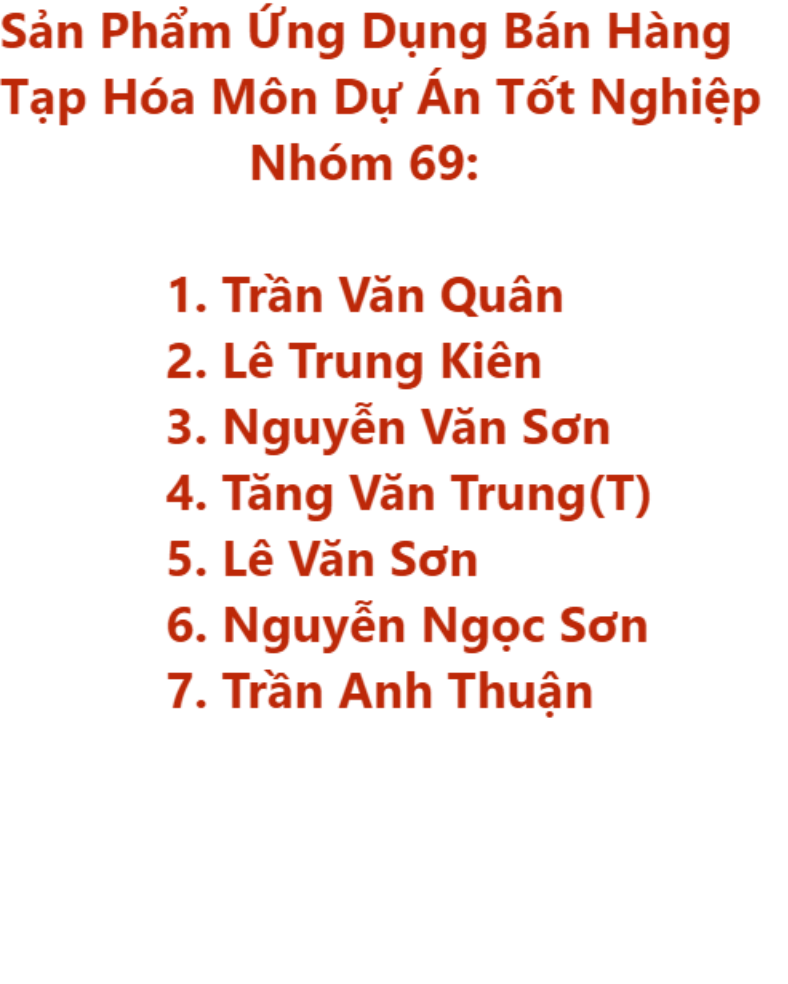 Sản Phẩm Ứng Dụng Bán Hàng
Tạp Hóa Môn Dự Án Tốt Nghiệp
Nhóm 69:
1. Trần Văn Quân
2. Lê Trung Kiên
3. Nguyễn Văn Sơn
4. Tăng Văn Trung(T)
5. Lê Văn Sơn
6. Nguyễn Ngọc Sơn
7. Trần Anh Thuận